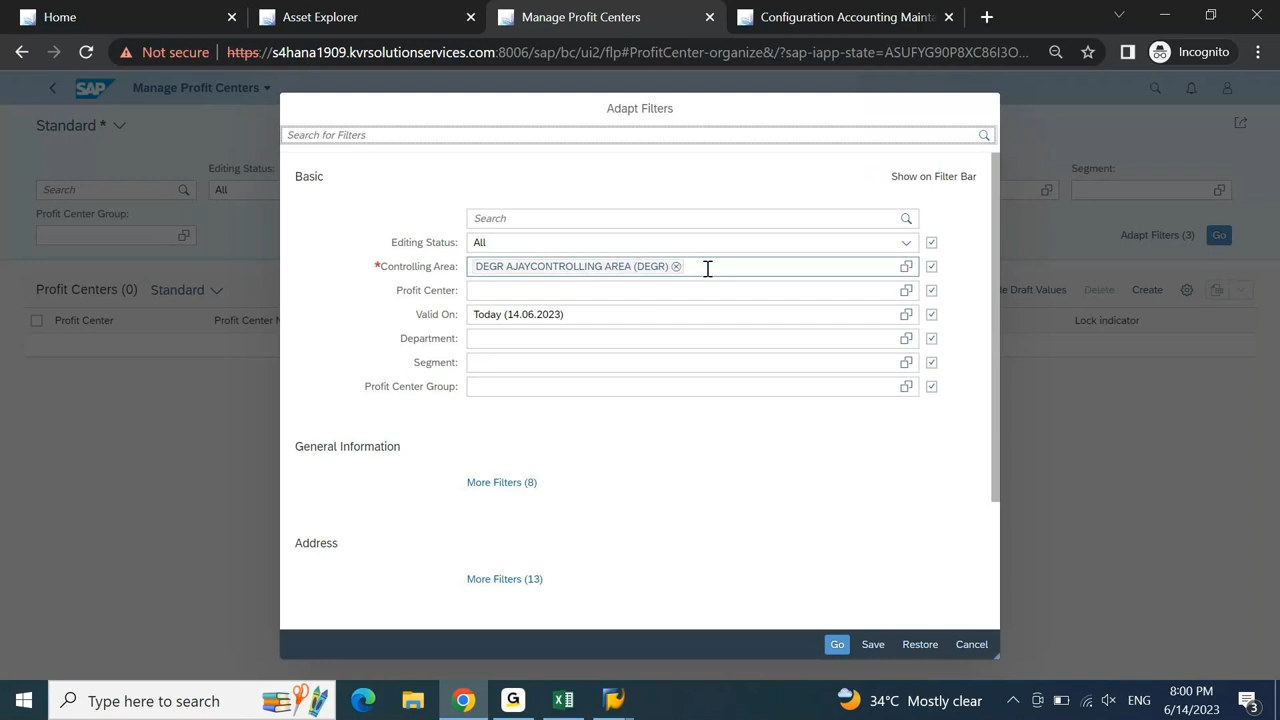 Home
Asset Explorer
Manage Profit Centers
Configuration Accounting Mainta
Not secure
https://s4hana1909.kvrsolutionservices.com:8006/sap/bc/ui2/flp#ProfitCenter-organize&/?sap-iapp-state=ASUFYG90P8XC86I3O...
Incognito
SAP
Manage Profit Centers
Standard *
Adapt Filters
Search for Filters
Editing Status:
Segment:
Search
All
Profit Center Group:
Adapt Filters (3)
Go
Basic
Show on Filter Bar
Search
Editing Status:
All
*Controlling Area:
DEGR AJAYCONTROLLING AREA (DEGR)
Profit Center:
Valid On:
Today (14.06.2023)
Department:
Segment:
Profit Center Group:
Profit Centers (0)
Standard
te Draft Values
Delete
Create
Profit Center
Profit Center N
Lock indicator
General Information
More Filters (8)
Address
More Filters (13)
Go
Save
Restore
Cancel
Type here to search
34°C Mostly clear
ENG
8:00 PM
6/14/2023
3